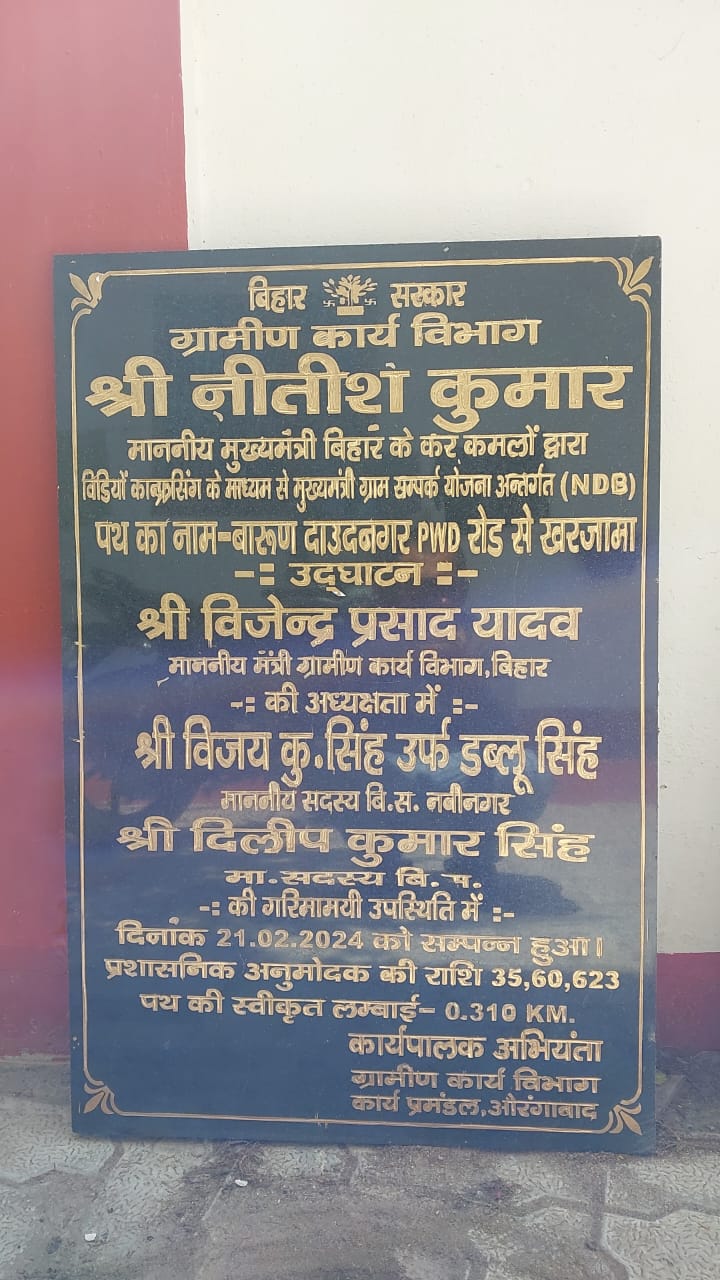 बिहार सरकार
ग्रामीण कार्य विभाग
श्री नीतीश कुमार
माननीय मुख्यमंत्री बिहार के कर कमलों द्वारा
विडियों कान्फ्रसिंग के माध्यम से मुख्यमंत्री ग्राम सम्पर्क योजना अन्तर्गत (NDB)
पथ का नाम-बारूण दाउदनगर PWD रोड से खरजामा
-: उद्घाटन :-
श्री विजेन्द्र प्रसाद यादव
माननीय मंत्री ग्रामीण कार्य विभाग,बिहार
-: की अध्यक्षता में :-
श्री विजय कु.सिंह उर्फ डब्लू सिंह
माननीय सदस्य वि.स. नबीनगर
श्री दिलीप कुमार सिंह
मा.सदस्य वि.प.
-: की गरिमामयी उपस्थिति में :-
दिनांक 21.02.2024 को सम्पन्न हुआ।
प्रशासनिक अनुमोदक की राशि 35,60,623
पथ की स्वीकृत लम्वाई- 0.310 KM.
कार्यपालक अभियंता
ग्रामीण कार्य विभाग
कार्य प्रमंडल,औरंगाबाद